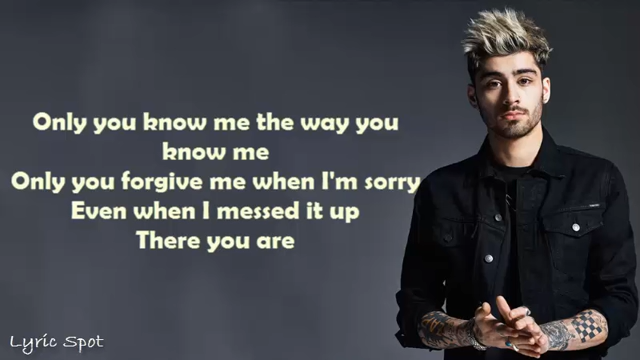 Only you know me the way you
know me
Only you forgive me when I'm sorry
Even when I messed it up
There you are
Lyric Spot